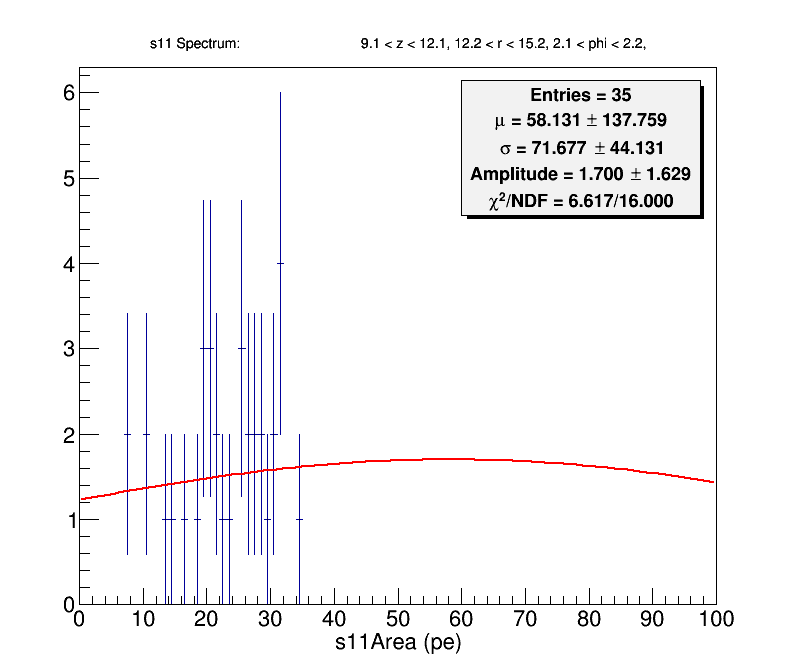 s11 Spectrum: 9.1 < z < 12.1, 12.2 < r < 15.2, 2.1 < phi < 2.2,
Entries = 35
μ = 58.131 ± 137.759
σ = 71.677 ± 44.131
Amplitude = 1.700 ± 1.629
χ²/NDF = 6.617/16.000
6
5
4
3
2
1
0
0 10 20 30 40 50 60 70 80 90 100
s11Area (pe)